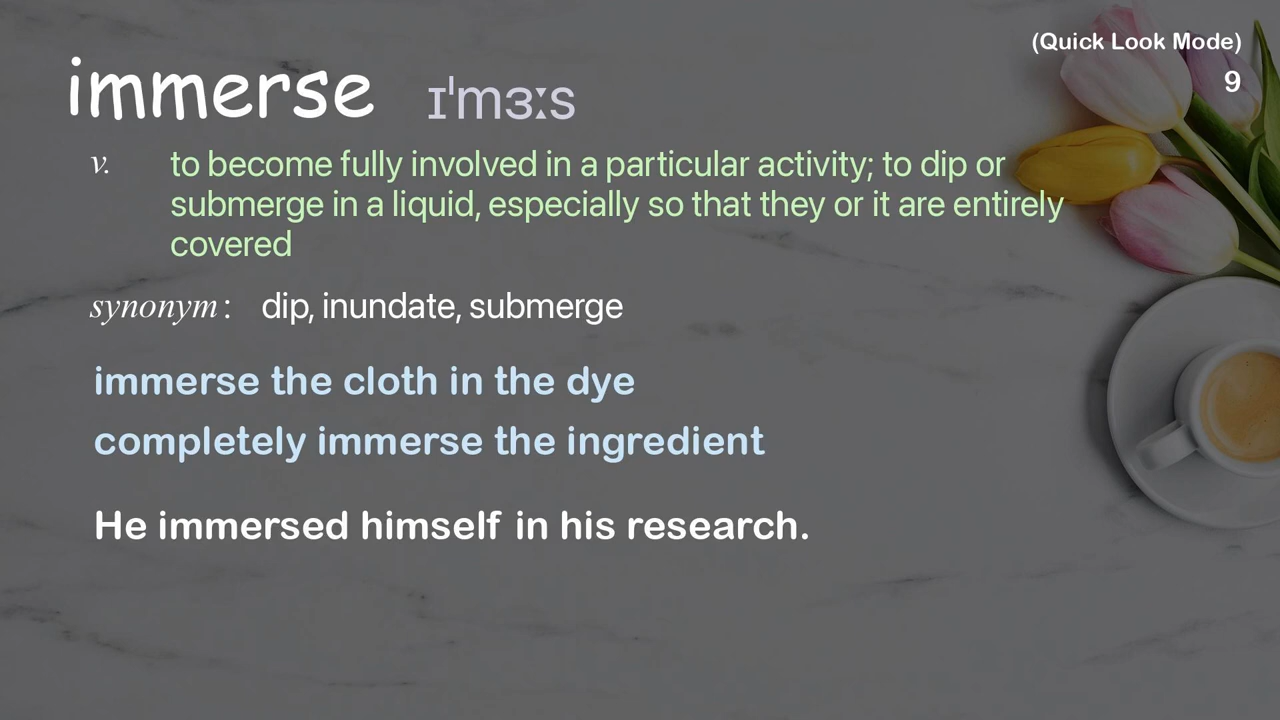 (Quick Look Mode)
9
immerse ɪˈmɜːs
v. to become fully involved in a particular activity; to dip or
submerge in a liquid, especially so that they or it are entirely
covered
synonym: dip, inundate, submerge
immerse the cloth in the dye
completely immerse the ingredient
He immersed himself in his research.